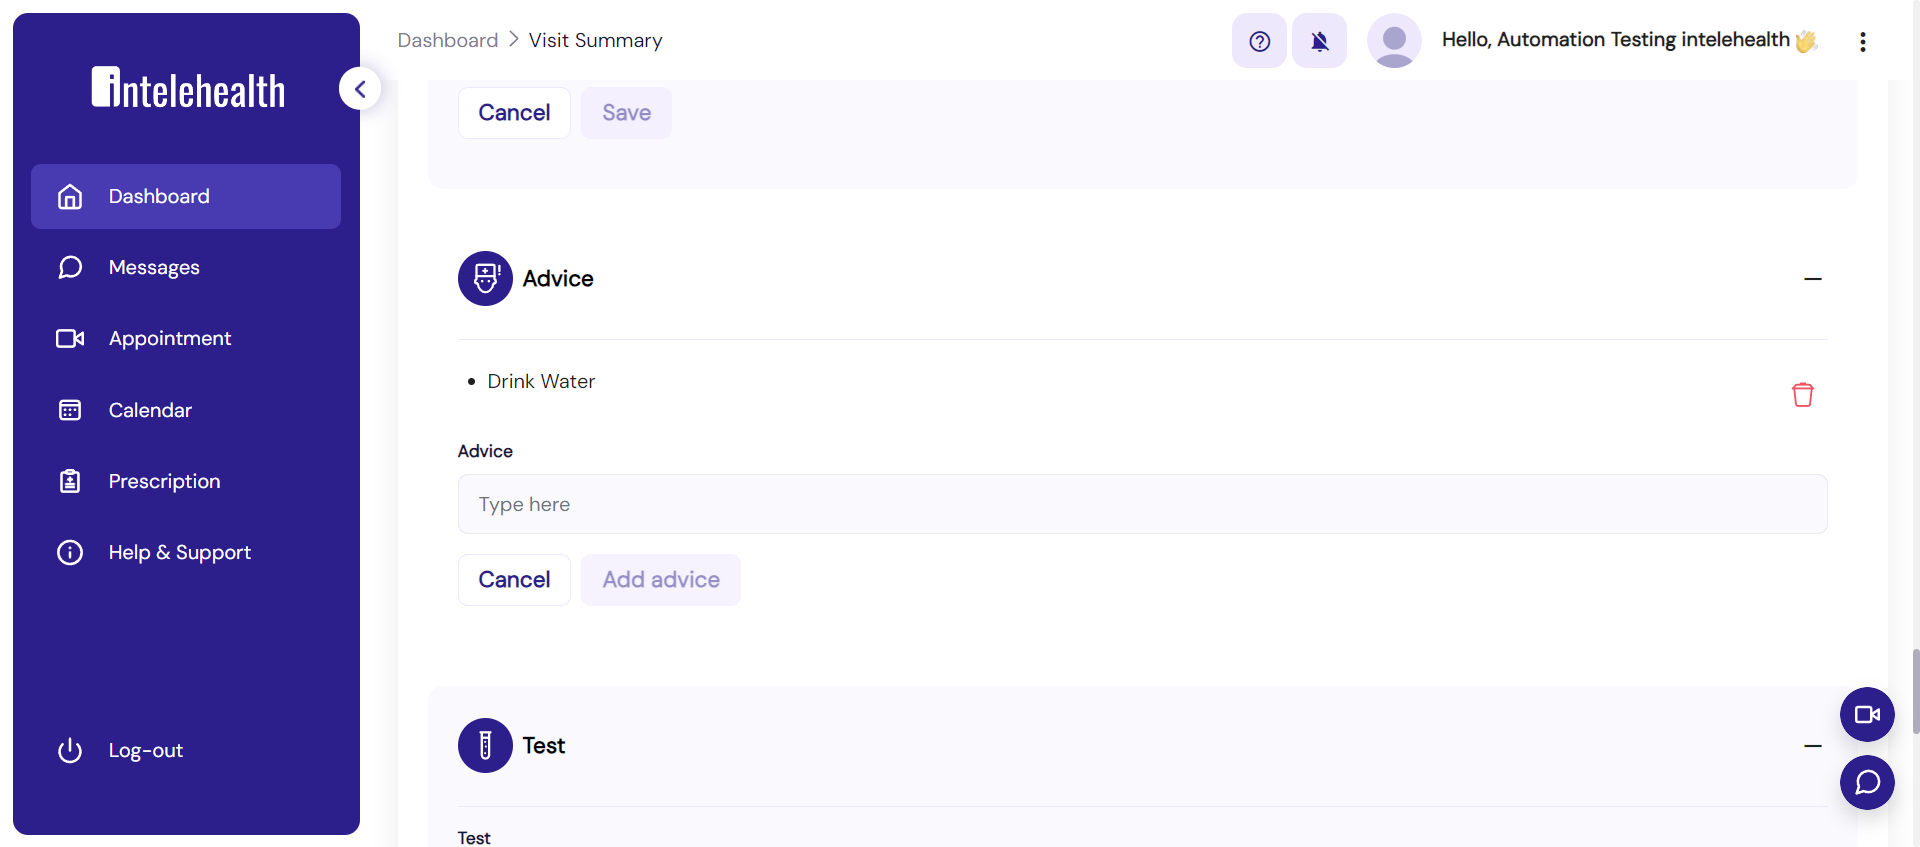 intelehealth
Dashboard
Messages
Appointment
Calendar
Prescription
Help & Support
Log-out
Dashboard > Visit Summary
Hello, Automation Testing intelehealth 👋
Cancel Save
Advice
• Drink Water
Advice
Type here
Cancel Add advice
Test
Test